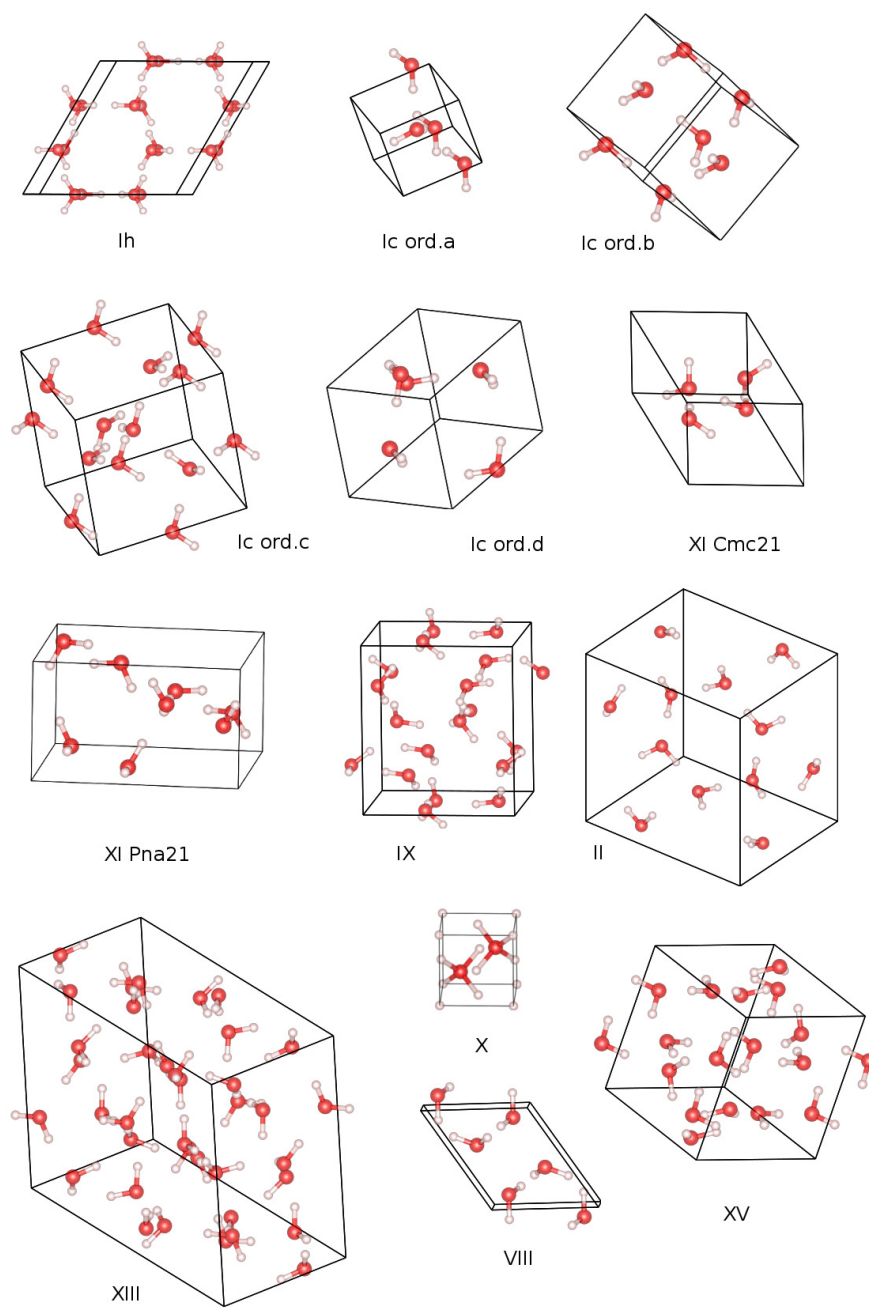 Ih
Ic ord.a
Ic ord.b
Ic ord.c
Ic ord.d
XI Cmc21
XI Pna21
IX
II
XIII
X
VIII
XV